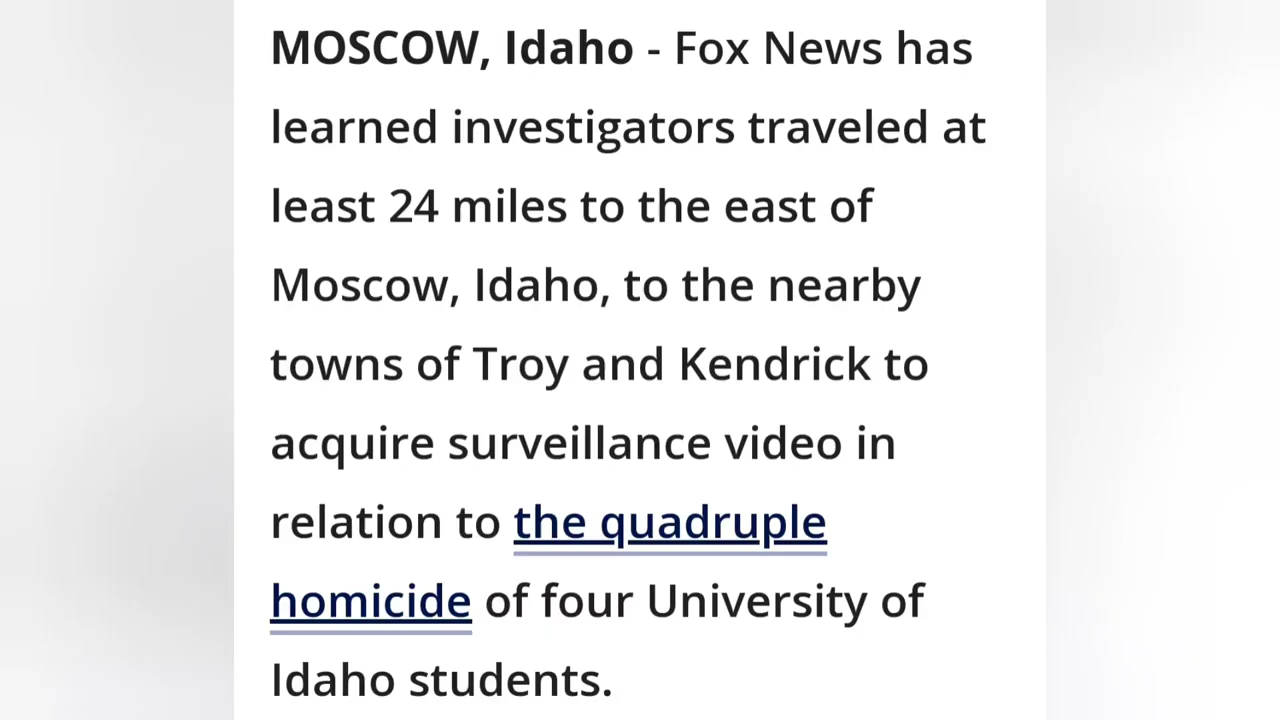 MOSCOW, Idaho - Fox News has
learned investigators traveled at
least 24 miles to the east of
Moscow, Idaho, to the nearby
towns of Troy and Kendrick to
acquire surveillance video in
relation to the quadruple
homicide of four University of
Idaho students.